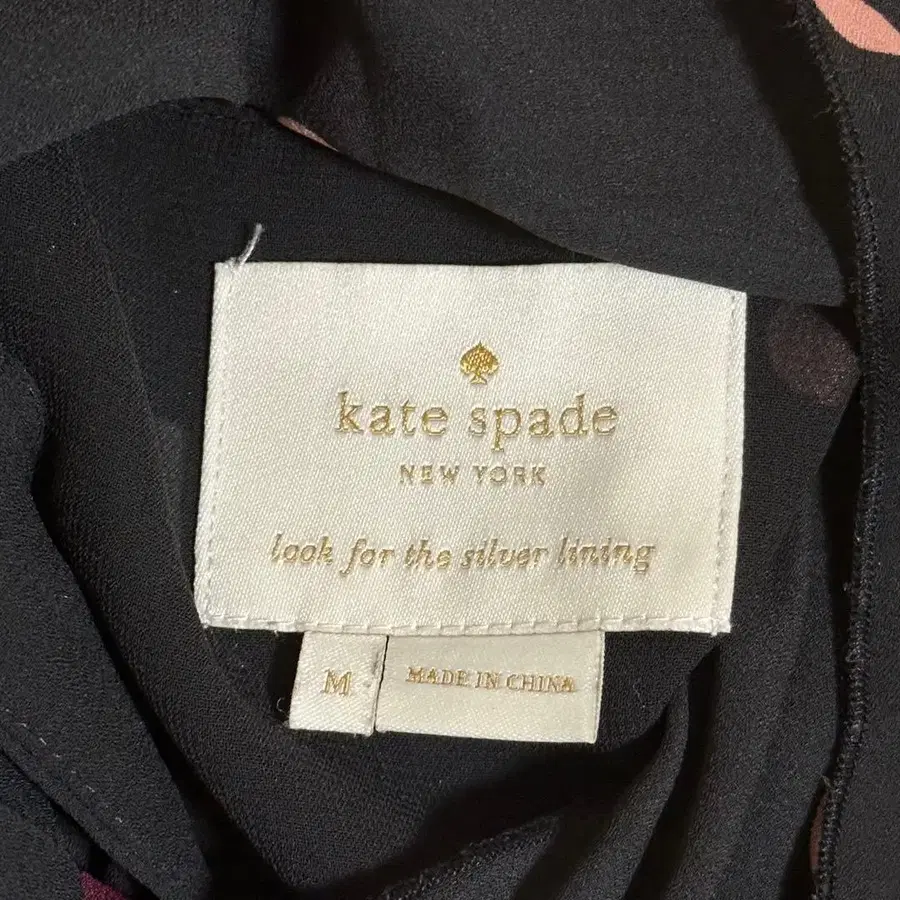 kate spade
NEW YORK
look for the silver lining
M
MADE IN CHINA